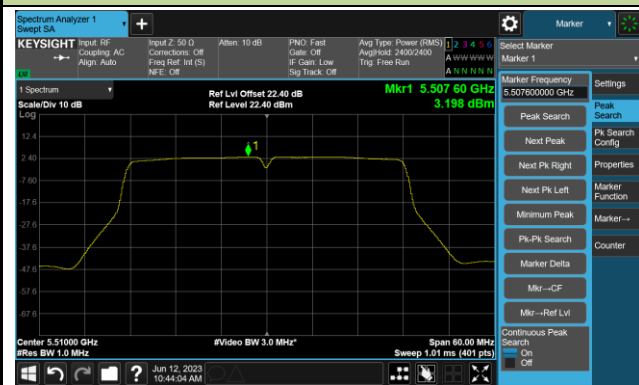 Spectrum Analyzer 1
Swept SA
+
Marker
KEYSIGHT
Input: RF
Coupling: AC
Align: Auto
Input Z: 50 Ω
Corrections: Off
Freq Ref: Int (S)
NFE: Off
Atten: 10 dB
PNO: Fast
Gate: Off
IF Gain: Low
Sig Track: Off
Avg Type: Power (RMS)
Avg|Hold: 2400/2400
Trig: Free Run
1 2 3 4 5 6
A W W W W W
A N N N N N
Select Marker
Marker 1
1 Spectrum
Scale/Div 10 dB
Log
Ref Lvl Offset 22.40 dB
Ref Level 22.40 dBm
Mkr1 5.507 60 GHz
3.198 dBm
12.4
2.40
-7.60
-17.6
-27.6
-37.6
-47.6
-57.6
-67.6
1
Center 5.51000 GHz
#Res BW 1.0 MHz
#Video BW 3.0 MHz*
Span 60.00 MHz
Sweep 1.01 ms (401 pts)
Marker Frequency
5.507600000 GHz
Peak Search
Next Peak
Next Pk Right
Next Pk Left
Minimum Peak
Pk-Pk Search
Marker Delta
Mkr→CF
Mkr→Ref Lvl
Continuous Peak
Search
On
Off
Settings
Peak
Search
Pk Search
Config
Properties
Marker
Function
Marker→
Counter
?
Jun 12, 2023
10:44:04 AM